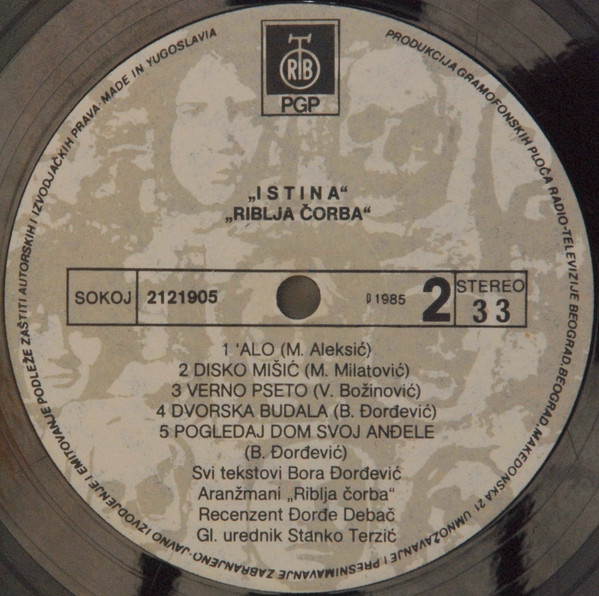 RTB
PGP
PRODUKCIJA GRAMOFONSKIH PLOČA RADIO-TELEVIZIJE BEOGRAD, BEOGRAD, MAKEDONSKA 21 UMNOŽAVANJE I PRESNIMAVANJE ZABRANJENO-JAVNO IZVODJENJE I EMITOVANJE PODLEŽE ZAŠTITI AUTORSKIH I IZVODJAČKIH PRAVA-MADE IN YUGOSLAVIA
„ISTINA“
„RIBLJA ČORBA“
SOKOJ 2121905 ℗ 1985 2 STEREO
33
1 'ALO (M. Aleksić)
2 DISKO MIŠIĆ (M. Milatović)
3 VERNO PSETO (V. Božinović)
4 DVORSKA BUDALA (B. Đorđević)
5 POGLEDAJ DOM SVOJ ANĐELE
(B. Đorđević)
Svi tekstovi Bora Đorđević
Aranžmani „Riblja čorba“
Recenzent Đorđe Debač
Gl. urednik Stanko Terzić